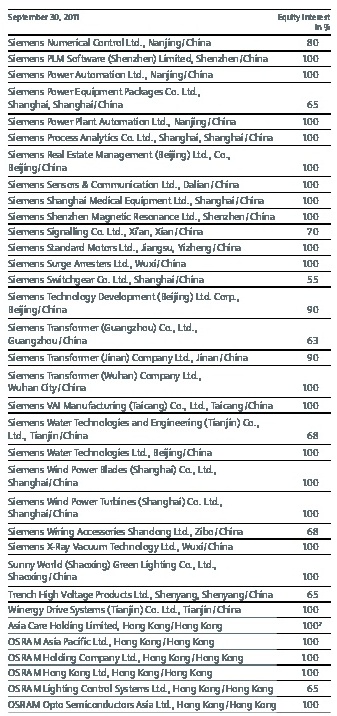 September 30, 2011 Equity Interest
in %
Siemens Numerical Control Ltd., Nanjing/China 80
Siemens PLM Software (Shenzhen) Limited, Shenzhen/China 100
Siemens Power Automation Ltd., Nanjing/China 100
Siemens Power Equipment Packages Co. Ltd.,
Shanghai, Shanghai/China 65
Siemens Power Plant Automation Ltd., Nanjing/China 100
Siemens Process Analytics Co. Ltd., Shanghai, Shanghai/China 100
Siemens Real Estate Management (Beijing) Ltd., Co.,
Beijing/China 100
Siemens Sensors & Communication Ltd., Dalian/China 100
Siemens Shanghai Medical Equipment Ltd., Shanghai/China 100
Siemens Shenzhen Magnetic Resonance Ltd., Shenzhen/China 100
Siemens Signalling Co. Ltd., Xi'an, Xian/China 70
Siemens Standard Motors Ltd., Jiangsu, Yizheng/China 100
Siemens Surge Arresters Ltd., Wuxi/China 100
Siemens Switchgear Co. Ltd., Shanghai/China 55
Siemens Technology Development (Beijing) Ltd. Corp.,
Beijing/China 90
Siemens Transformer (Guangzhou) Co., Ltd.,
Guangzhou/China 63
Siemens Transformer (Jinan) Company Ltd., Jinan/China 90
Siemens Transformer (Wuhan) Company Ltd.,
Wuhan City/China 100
Siemens VAI Manufacturing (Taicang) Co., Ltd., Taicang/China 100
Siemens Water Technologies and Engineering (Tianjin) Co.,
Ltd., Tianjin/China 68
Siemens Water Technologies Ltd., Beijing/China 100
Siemens Wind Power Blades (Shanghai) Co., Ltd.,
Shanghai/China 100
Siemens Wind Power Turbines (Shanghai) Co. Ltd.,
Shanghai/China 100
Siemens Wiring Accessories Shandong Ltd., Zibo/China 68
Siemens X-Ray Vacuum Technology Ltd., Wuxi/China 100
Sunny World (Shaoxing) Green Lighting Co., Ltd.,
Shaoxing/China 100
Trench High Voltage Products Ltd., Shenyang, Shenyang/China 65
Winergy Drive Systems (Tianjin) Co. Ltd., Tianjin/China 100
Asia Care Holding Limited, Hong Kong/Hong Kong 100²
OSRAM Asia Pacific Ltd., Hong Kong/Hong Kong 100
OSRAM Holding Company Ltd., Hong Kong/Hong Kong 100
OSRAM Hong Kong Ltd, Hong Kong/Hong Kong 100
OSRAM Lighting Control Systems Ltd., Hong Kong/Hong Kong 65
OSRAM Opto Semiconductors Asia Ltd., Hong Kong/Hong Kong 100